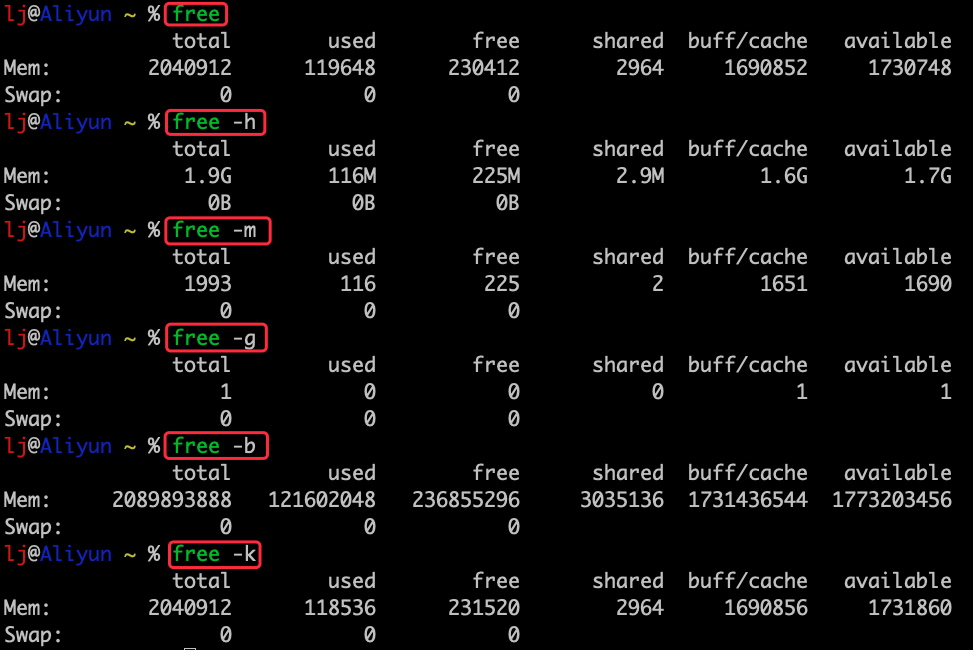 lj@Aliyun ~ % free
total used free shared buff/cache available
Mem: 2040912 119648 230412 2964 1690852 1730748
Swap: 0 0 0
lj@Aliyun ~ % free -h
total used free shared buff/cache available
Mem: 1.9G 116M 225M 2.9M 1.6G 1.7G
Swap: 0B 0B 0B
lj@Aliyun ~ % free -m
total used free shared buff/cache available
Mem: 1993 116 225 2 1651 1690
Swap: 0 0 0
lj@Aliyun ~ % free -g
total used free shared buff/cache available
Mem: 1 0 0 0 1 1
Swap: 0 0 0
lj@Aliyun ~ % free -b
total used free shared buff/cache available
Mem: 2089893888 121602048 236855296 3035136 1731436544 1773203456
Swap: 0 0 0
lj@Aliyun ~ % free -k
total used free shared buff/cache available
Mem: 2040912 118536 231520 2964 1690856 1731860
Swap: 0 0 0